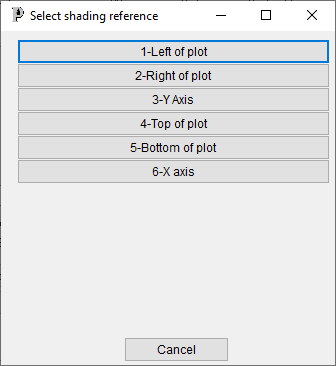 Select shading reference
1-Left of plot
2-Right of plot
3-Y Axis
4-Top of plot
5-Bottom of plot
6-X axis
Cancel